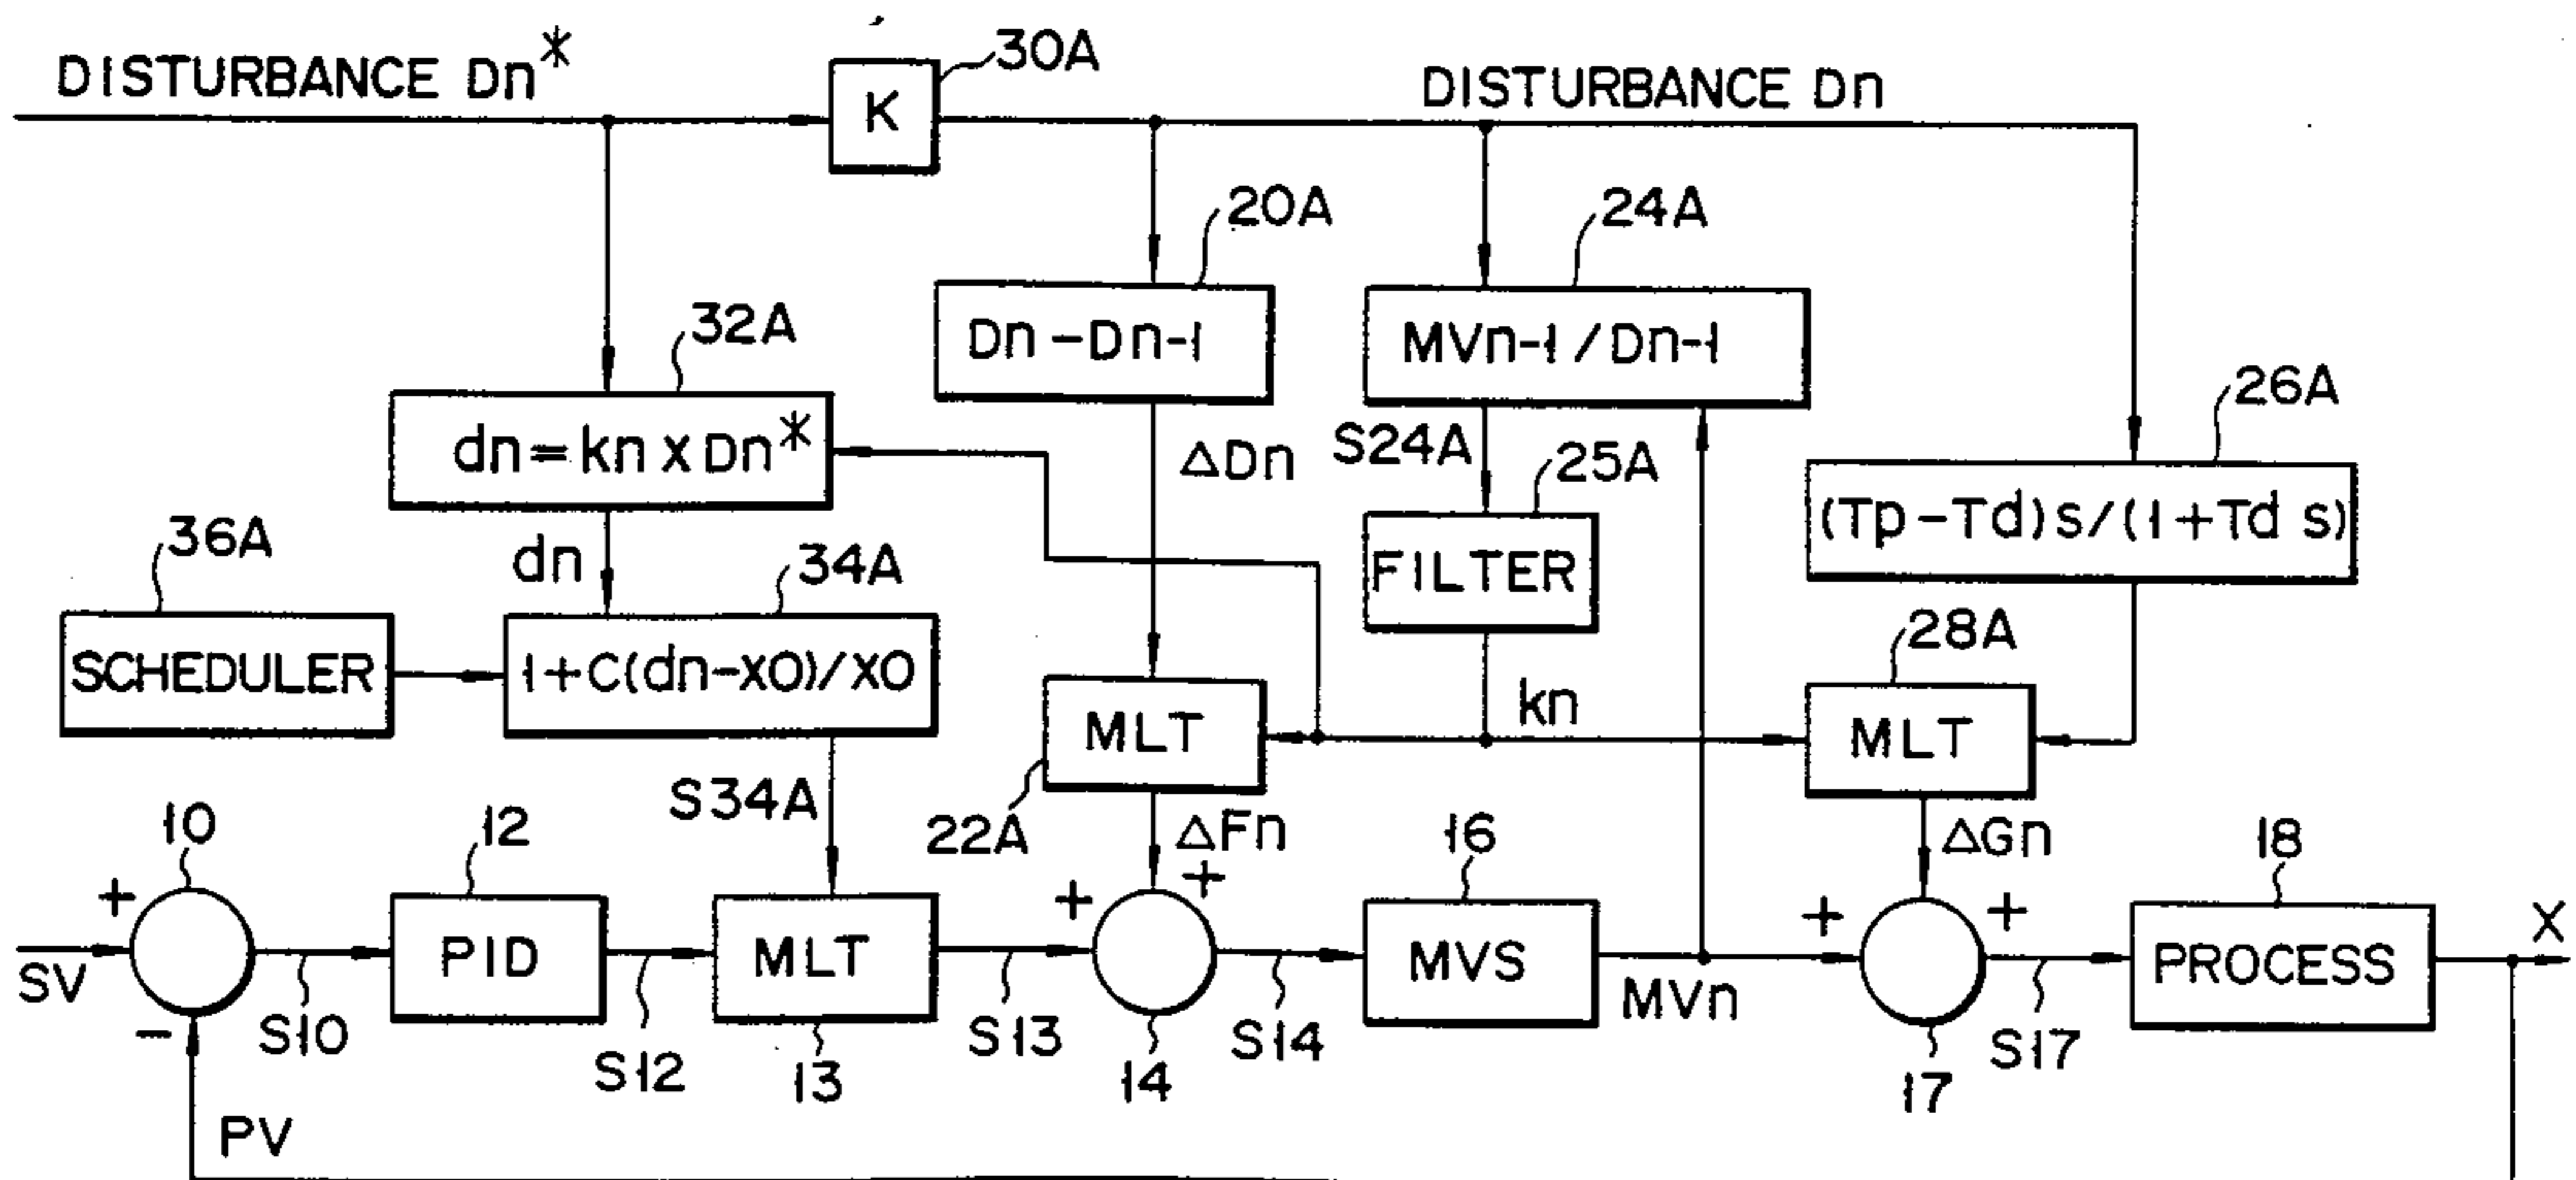 DISTURBANCE Dn*
K
30A
DISTURBANCE Dn
20A
24A
32A
Dn-Dn-1
MVn-1/Dn-1
26A
dn=kn x Dn*
ΔDn
S24A
25A
(Tp-Td)s/(1+Td s)
36A
dn
34A
FILTER
28A
SCHEDULER
1+C(dn-X0)/X0
MLT
kn
MLT
S34A
22A
ΔFn
ΔGn
10
12
16
18
+
+
+
+
+
X
SV
PID
MLT
MVS
MVn
PROCESS
-
S10
S12
13
S13
14
S14
17
S17
PV